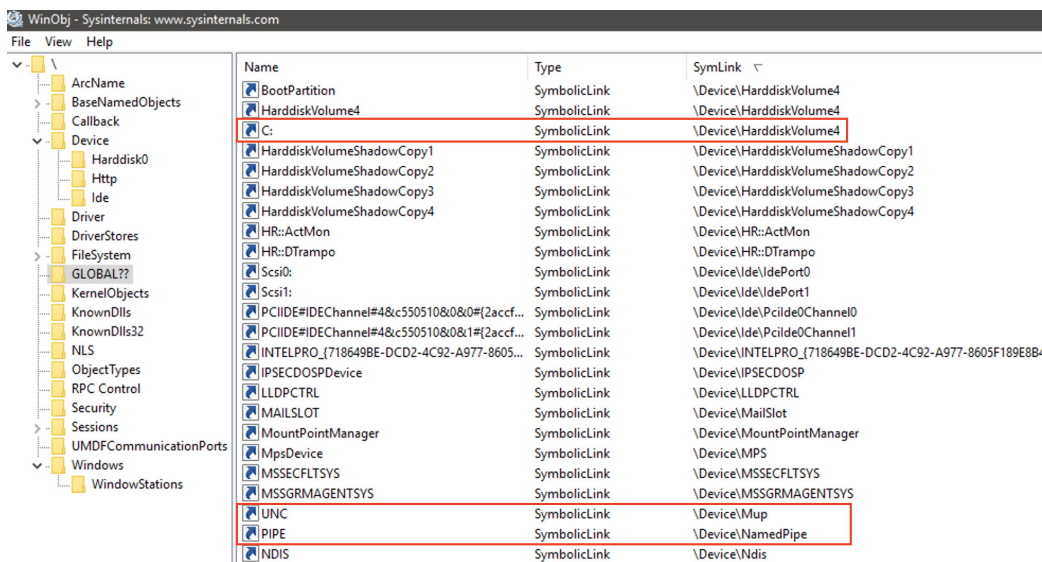 WinObj - Sysinternals: www.sysinternals.com
File View Help
\
ArcName
BaseNamedObjects
Callback
Device
Harddisk0
Http
Ide
Driver
DriverStores
FileSystem
GLOBAL??
KernelObjects
KnownDlls
KnownDlls32
NLS
ObjectTypes
RPC Control
Security
Sessions
UMDFCommunicationPorts
Windows
WindowStations
Name Type SymLink
BootPartition SymbolicLink \Device\HarddiskVolume4
HarddiskVolume4 SymbolicLink \Device\HarddiskVolume4
C: SymbolicLink \Device\HarddiskVolume4
HarddiskVolumeShadowCopy1 SymbolicLink \Device\HarddiskVolumeShadowCopy1
HarddiskVolumeShadowCopy2 SymbolicLink \Device\HarddiskVolumeShadowCopy2
HarddiskVolumeShadowCopy3 SymbolicLink \Device\HarddiskVolumeShadowCopy3
HarddiskVolumeShadowCopy4 SymbolicLink \Device\HarddiskVolumeShadowCopy4
HR::ActMon SymbolicLink \Device\HR::ActMon
HR::DTrampo SymbolicLink \Device\HR::DTrampo
Scsi0: SymbolicLink \Device\Ide\IdePort0
Scsi1: SymbolicLink \Device\Ide\IdePort1
PCIIDE#IDEChannel#4&c550510&0&0#{2accf... SymbolicLink \Device\Ide\PciIde0Channel0
PCIIDE#IDEChannel#4&c550510&0&1#{2accf... SymbolicLink \Device\Ide\PciIde0Channel1
INTELPRO_{718649BE-DCD2-4C92-A977-8605... SymbolicLink \Device\INTELPRO_{718649BE-DCD2-4C92-A977-8605F189E8B4
IPSECDOSPDevice SymbolicLink \Device\IPSECDOSP
LLDPCTRL SymbolicLink \Device\LLDPCTRL
MAILSLOT SymbolicLink \Device\MailSlot
MountPointManager SymbolicLink \Device\MountPointManager
MpsDevice SymbolicLink \Device\MPS
MSSECFLTSYS SymbolicLink \Device\MSSECFLTSYS
MSSGRMAGENTSYS SymbolicLink \Device\MSSGRMAGENTSYS
UNC SymbolicLink \Device\Mup
PIPE SymbolicLink \Device\NamedPipe
NDIS SymbolicLink \Device\Ndis